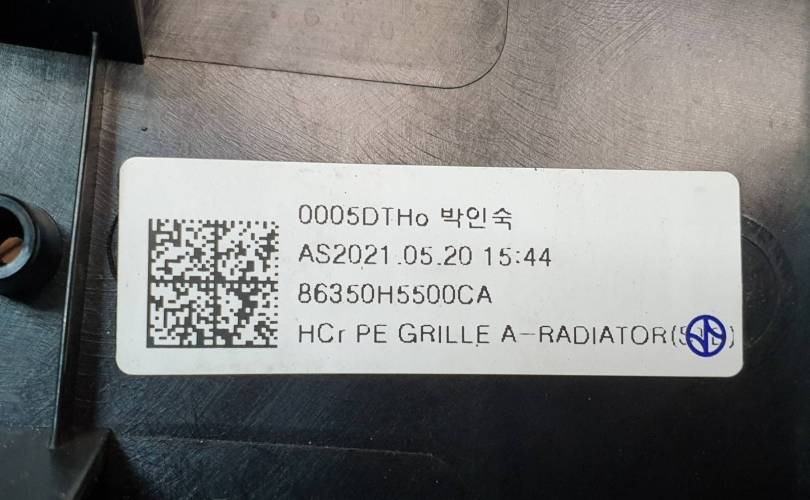 0005DTHo 박인숙
AS2021.05.20 15:44
86350H5500CA
HCr PE GRILLE A-RADIATOR(